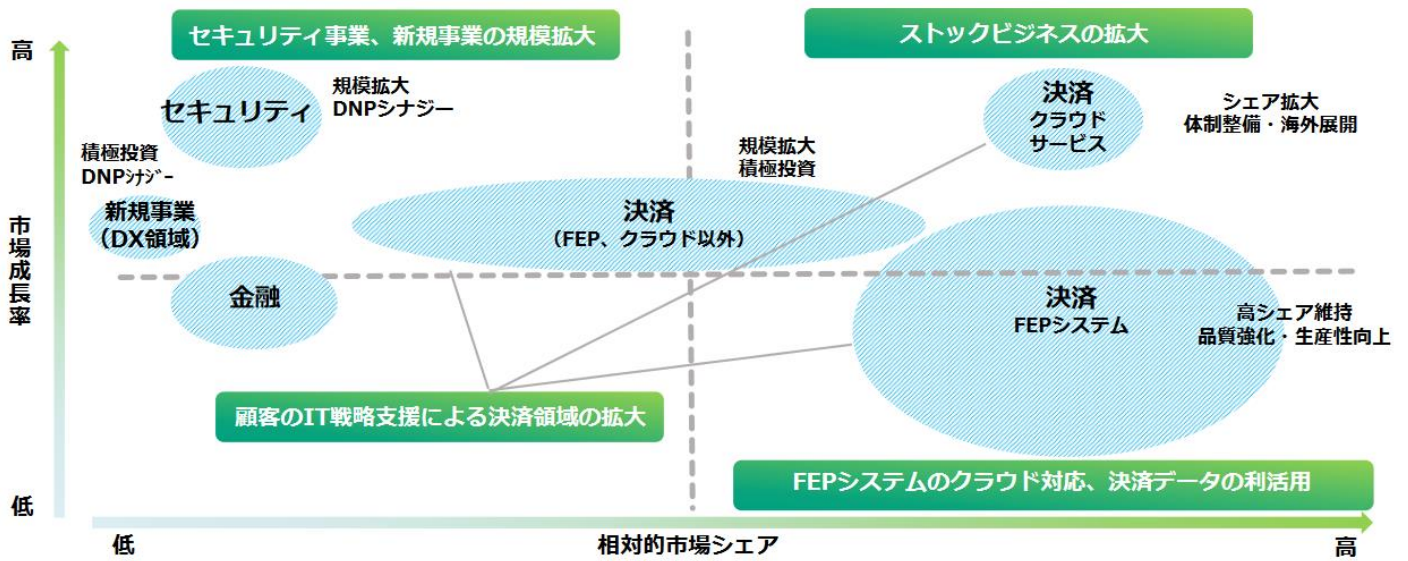 セキュリティ事業、新規事業の規模拡大
ストックビジネスの拡大
高
セキュリティ
規模拡大
DNPシナジー
決済
クラウド
サービス
シェア拡大
体制整備・海外展開
積極投資
DNPｼﾅｼﾞｰ
規模拡大
積極投資
新規事業
（DX領域）
決済
（FEP、クラウド以外）
市場成長率
金融
決済
FEPシステム
高シェア維持
品質強化・生産性向上
顧客のIT戦略支援による決済領域の拡大
FEPシステムのクラウド対応、決済データの利活用
低
低
相対的市場シェア
高